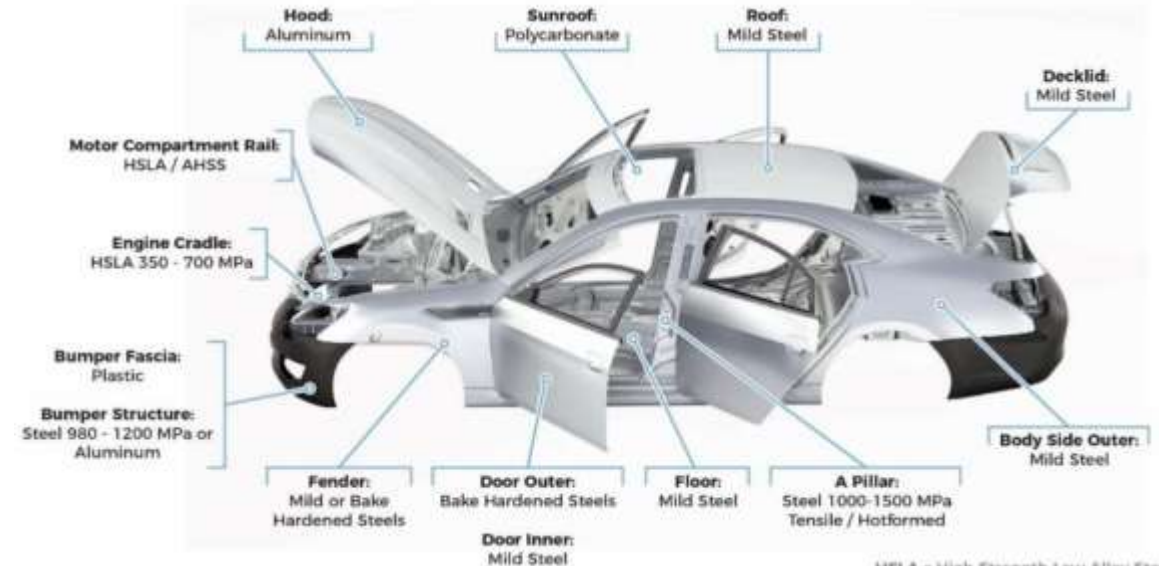 Hood:
Aluminum
Sunroof:
Polycarbonate
Roof:
Mild Steel
Decklid:
Mild Steel
Motor Compartment Rail:
HSLA / AHSS
Engine Cradle:
HSLA 350 - 700 MPa
Bumper Fascia:
Plastic
Bumper Structure:
Steel 980 - 1200 MPa or
Aluminum
Fender:
Mild or Bake
Hardened Steels
Door Outer:
Bake Hardened Steels
Door Inner:
Mild Steel
Floor:
Mild Steel
A Pillar:
Steel 1000-1500 MPa
Tensile / Hotformed
Body Side Outer:
Mild Steel